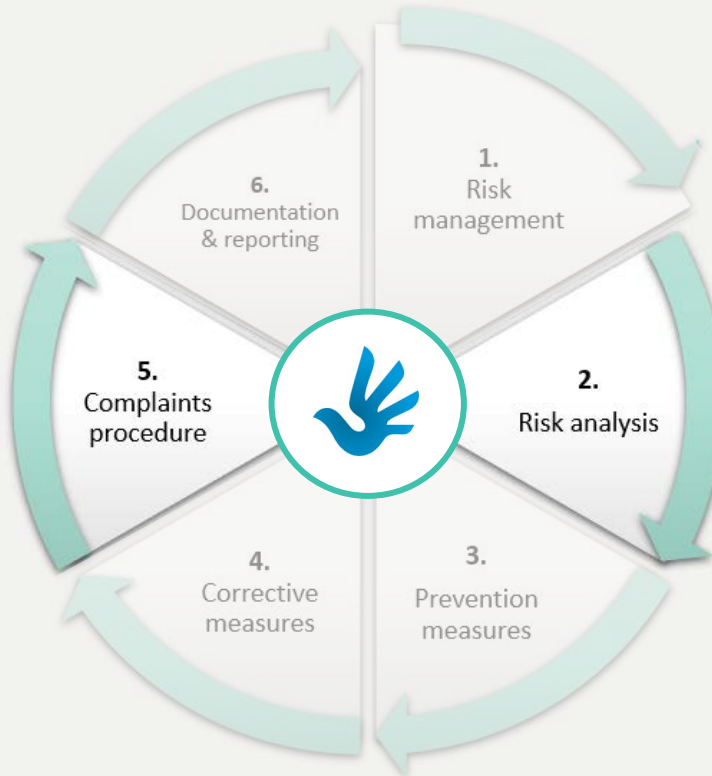 1.
Risk
management
2.
Risk analysis
3.
Prevention
measures
4.
Corrective
measures
5.
Complaints
procedure
6.
Documentation
& reporting